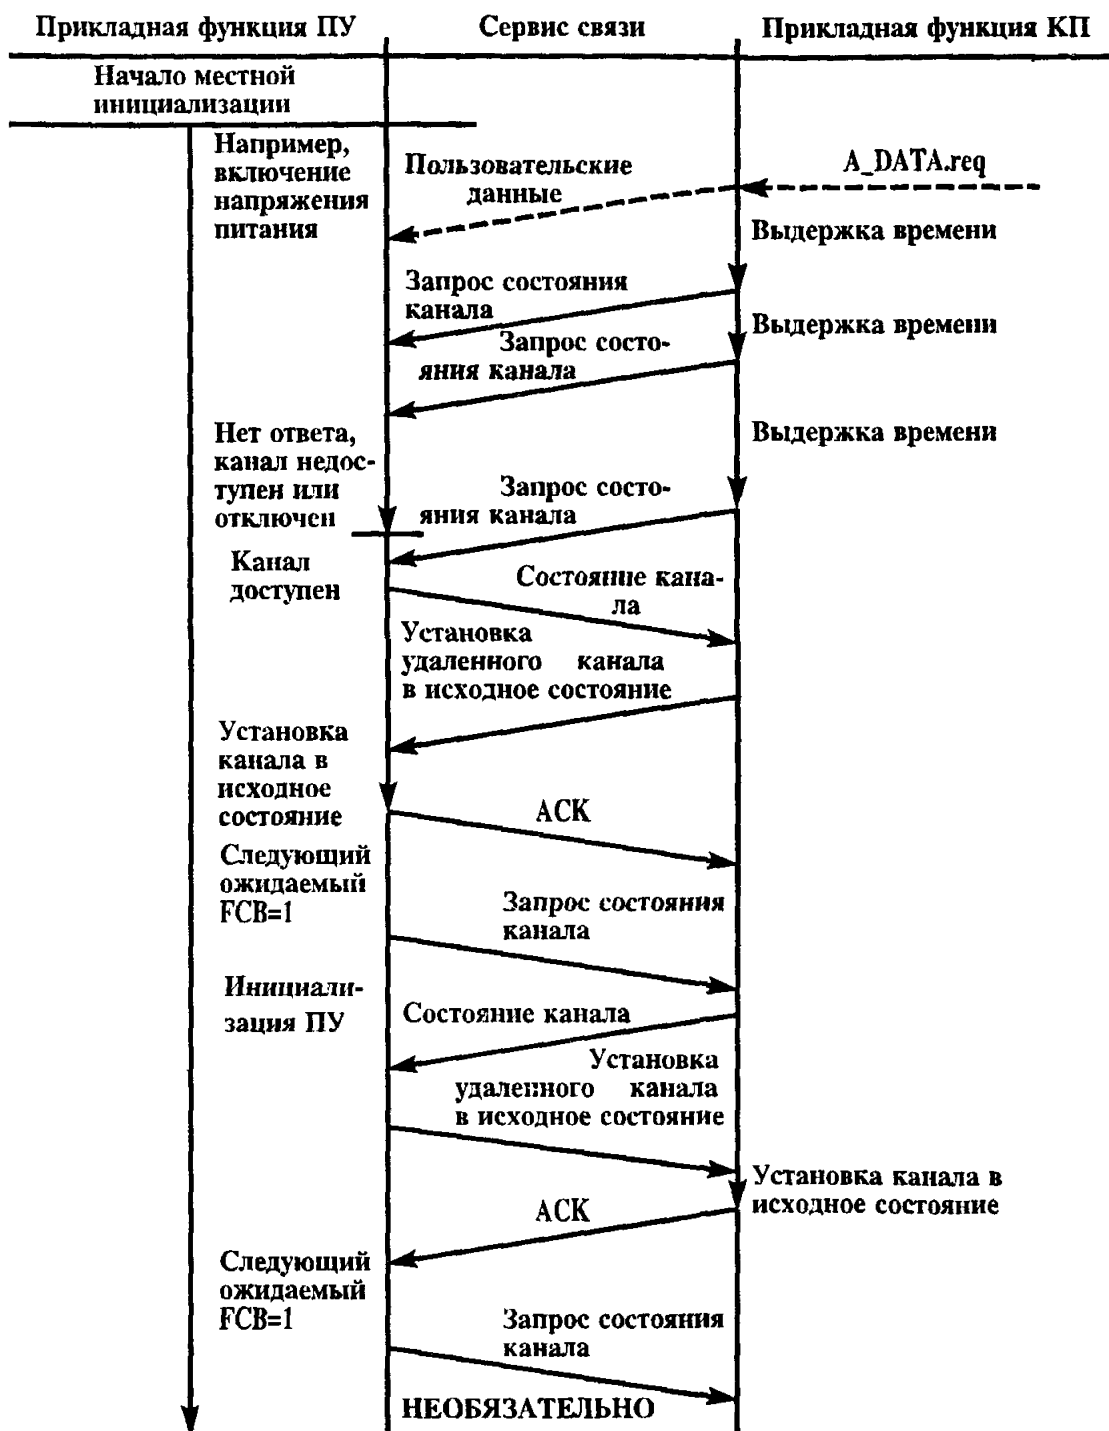 Прикладная функция ПУ
Сервис связи
Прикладная функция КП
Начало местной
инициализации
Например,
включение
напряжения
питания
Пользовательские
данные
A_DATA.req
Выдержка времени
Запрос состояния
канала
Выдержка времени
Запрос состо-
яния канала
Нет ответа,
канал недос-
тупен или
отключен
Выдержка времени
Запрос состо-
яния канала
Канал
доступен
Состояние кана-
ла
Установка
удаленного канала
в исходное состояние
Установка
канала в
исходное
состояние
ACK
Следующий
ожидаемый
FCB=1
Запрос состояния
канала
Инициали-
зация ПУ
Состояние канала
Установка
удаленного канала
в исходное состояние
Установка канала в
исходное состояние
ACK
Следующий
ожидаемый
FCB=1
Запрос состояния
канала
НЕОБЯЗАТЕЛЬНО